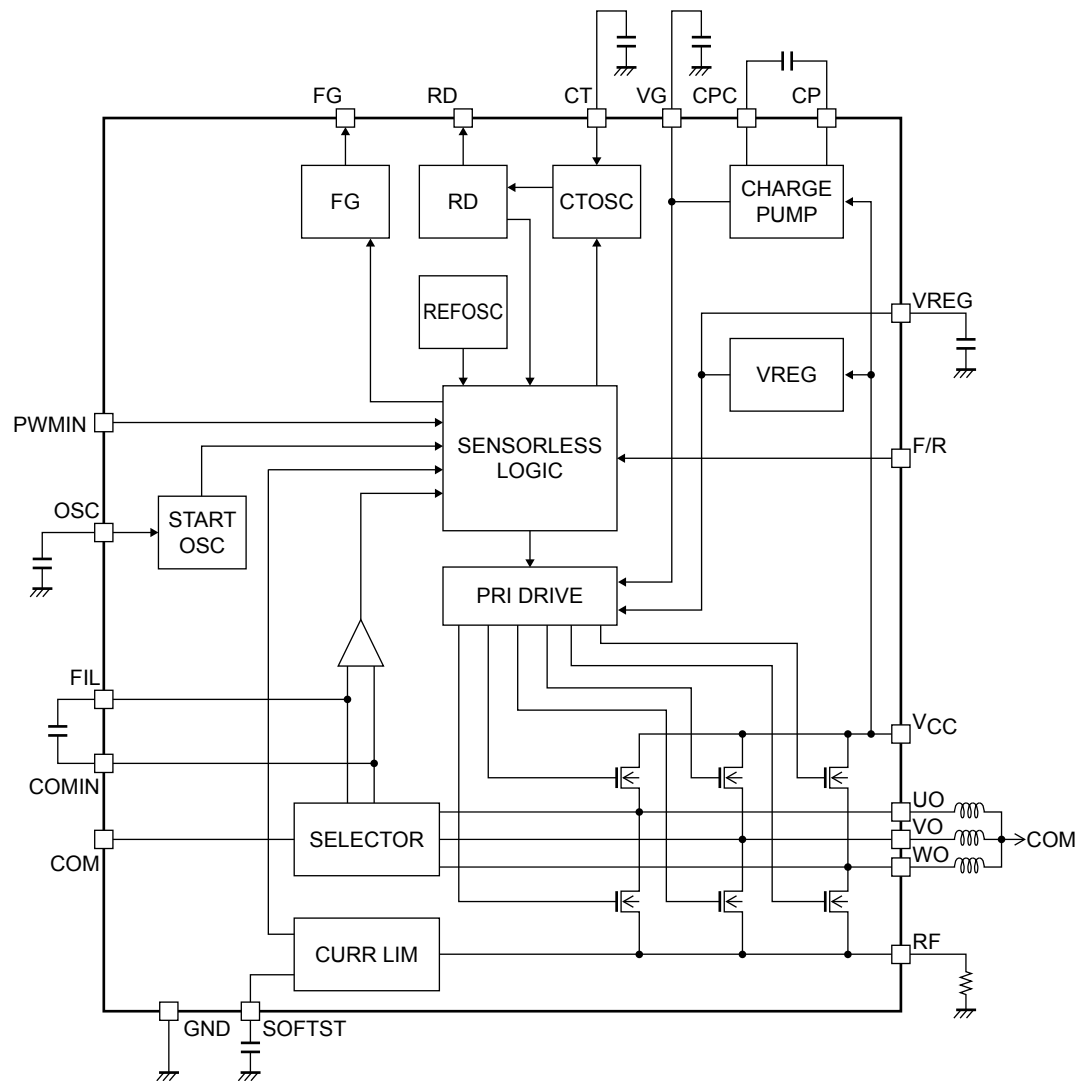 FG
RD
CT
VG
CPC
CP
FG
RD
CTOSC
CHARGE
PUMP
REFOSC
VREG
VREG
PWMIN
SENSORLESS
LOGIC
F/R
OSC
START
OSC
PRI DRIVE
FIL
VCC
COMIN
UO
SELECTOR
VO
COM
COM
WO
CURR LIM
RF
GND
SOFTST